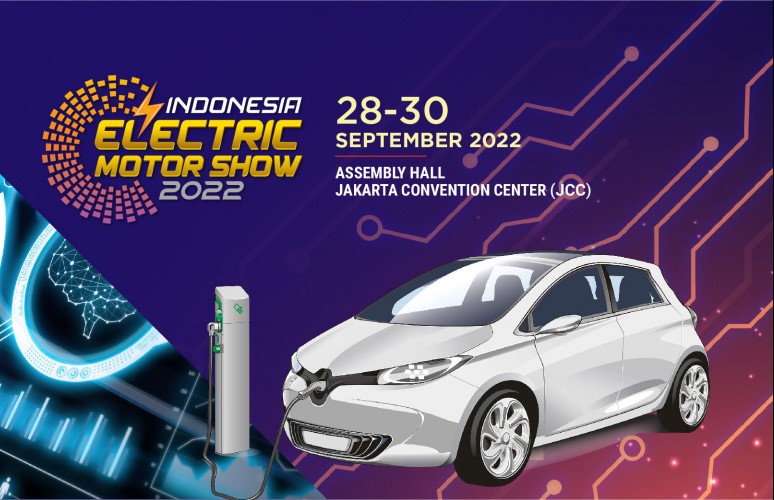 INDONESIA
ELECTRIC
MOTOR SHOW
2022
28-30
SEPTEMBER 2022
ASSEMBLY HALL
JAKARTA CONVENTION CENTER (JCC)